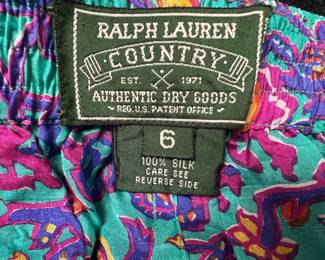 RALPH LAUREN
COUNTRY
EST. 1971
AUTHENTIC DRY GOODS
REG. U.S. PATENT OFFICE
6
100% SILK
CARE SEE
REVERSE SIDE